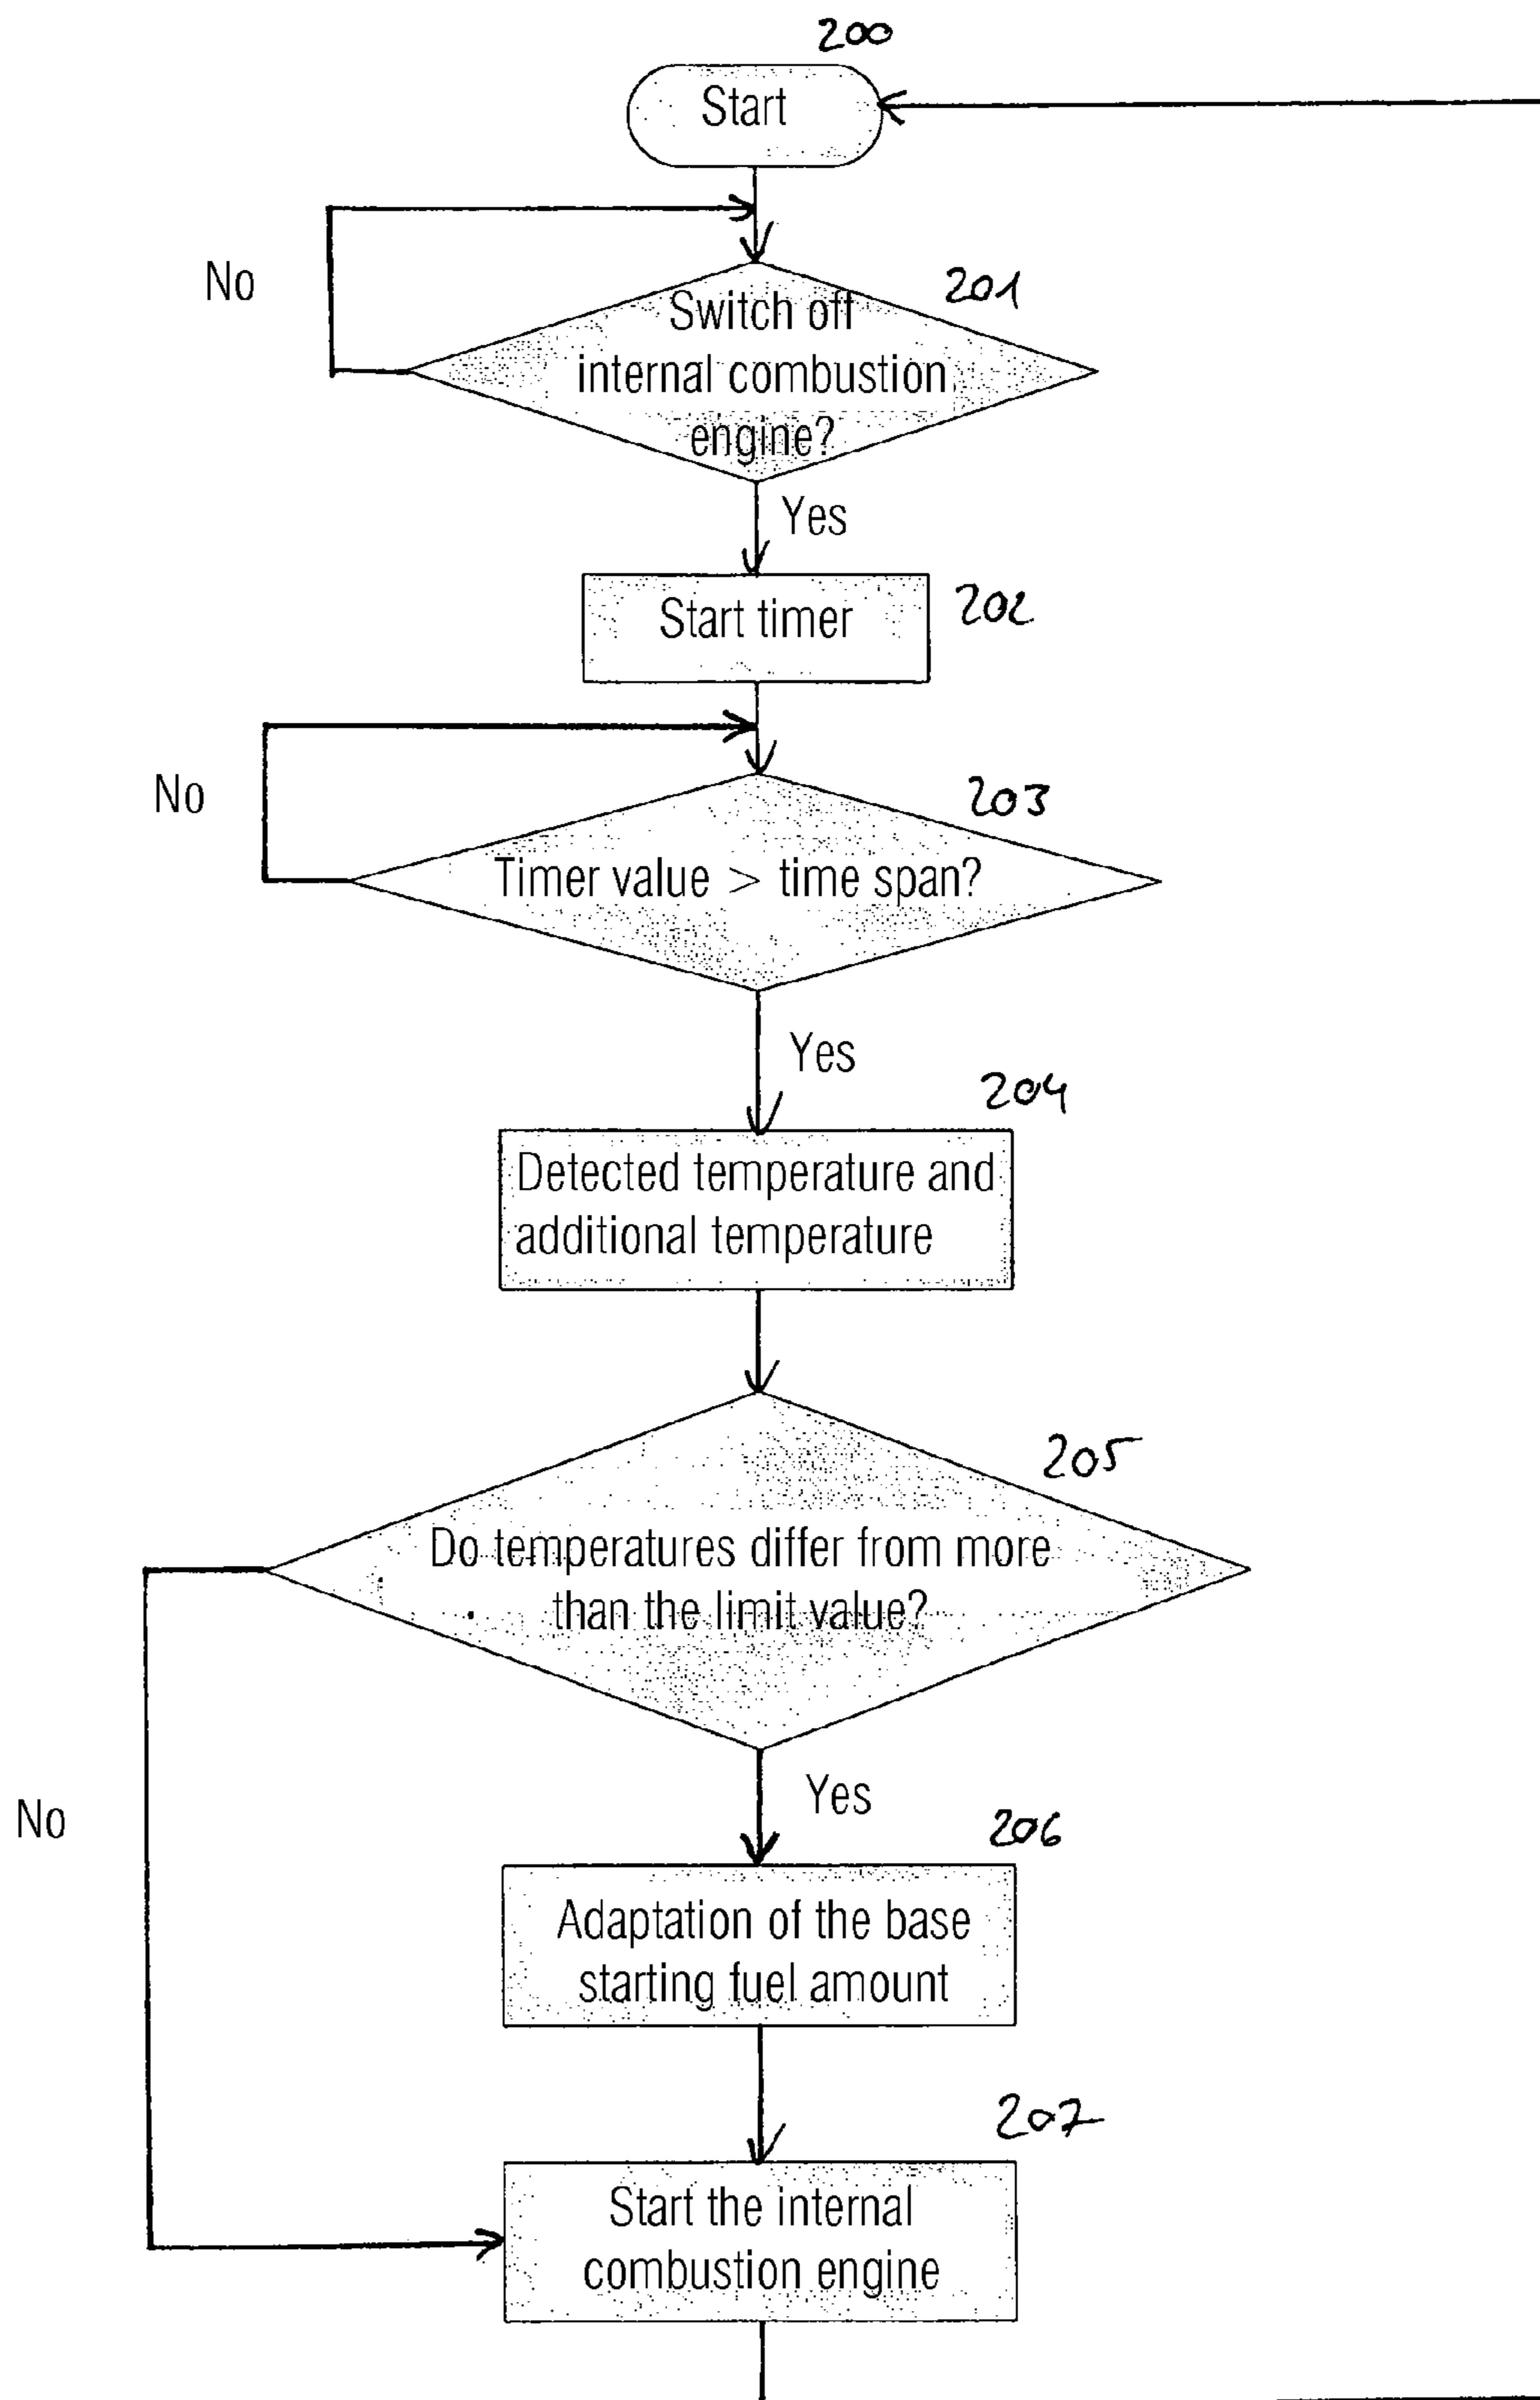 200
Start
No
201
Switch off
internal combustion
engine?
Yes
Start timer
202
No
203
Timer value > time span?
Yes
204
Detected temperature and
additional temperature
205
Do temperatures differ from more
than the limit value?
No
Yes
206
Adaptation of the base
starting fuel amount
207
Start the internal
combustion engine